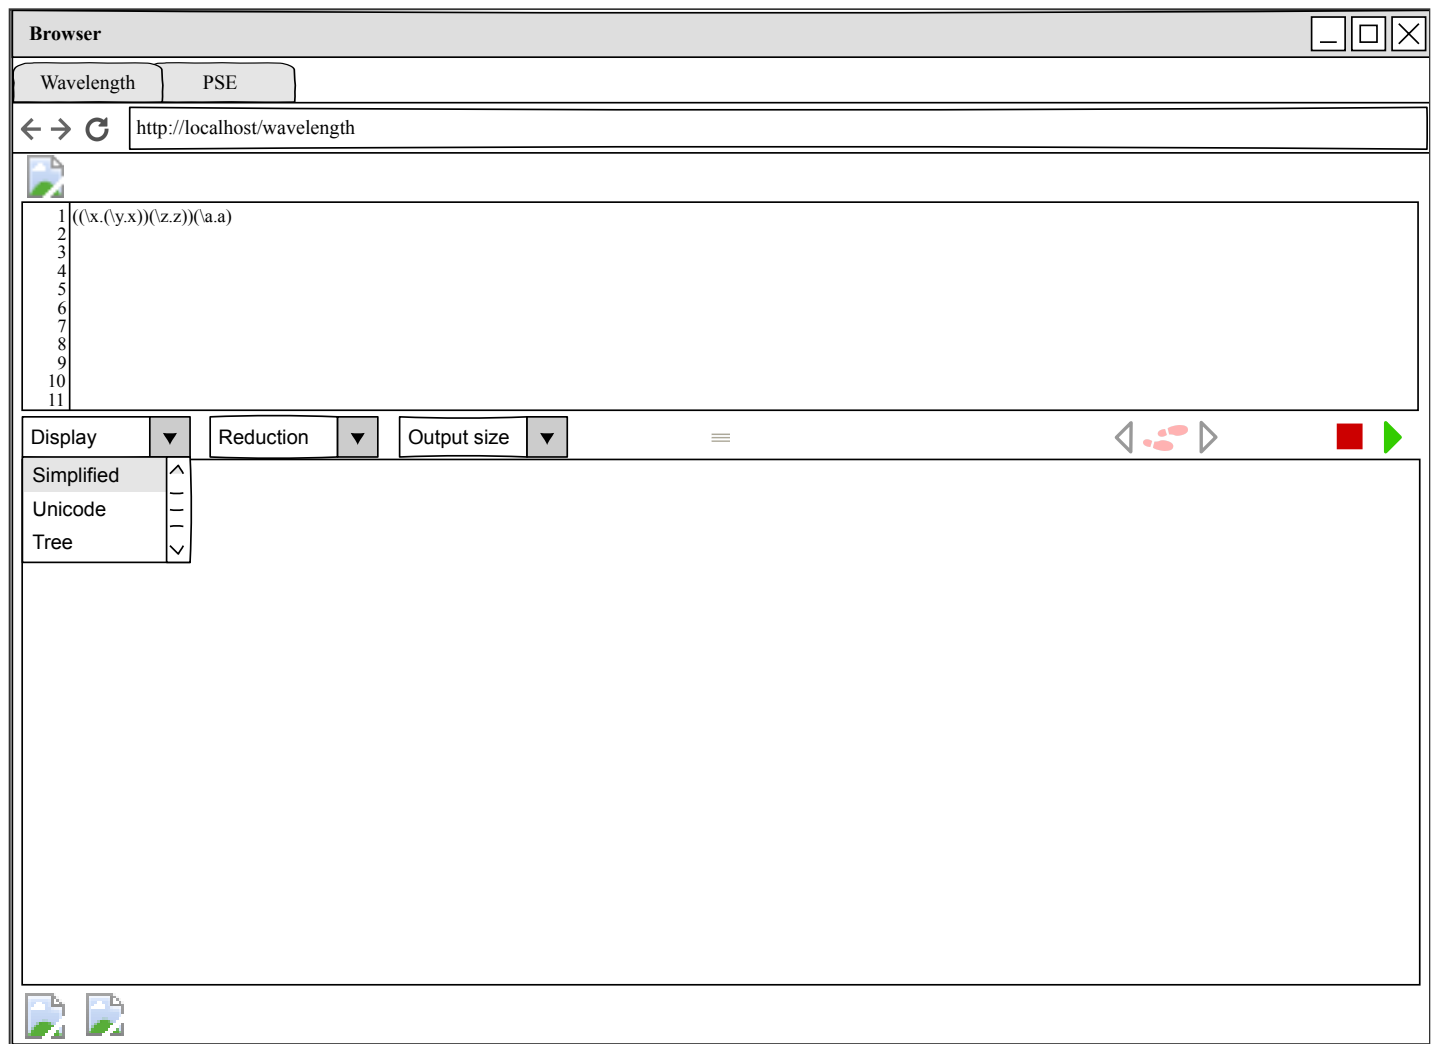 Browser
Wavelength PSE
http://localhost/wavelength
1 ((\x.(\y.x))(\z.z))(\a.a)
2
3
4
5
6
7
8
9
10
11
Display Reduction Output size
Simplified
Unicode
Tree